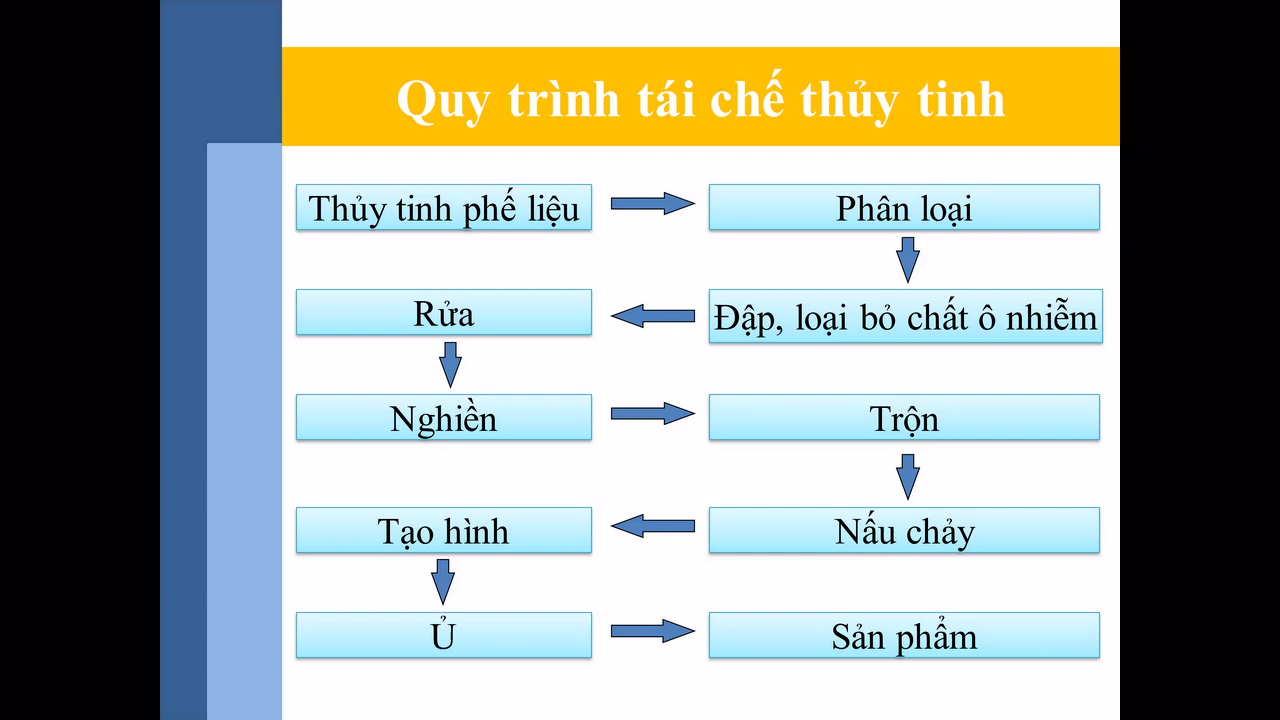 Quy trình tái chế thủy tinh
Thủy tinh phế liệu
Phân loại
Đập, loại bỏ chất ô nhiễm
Rửa
Nghiền
Trộn
Nấu chảy
Tạo hình
Ủ
Sản phẩm